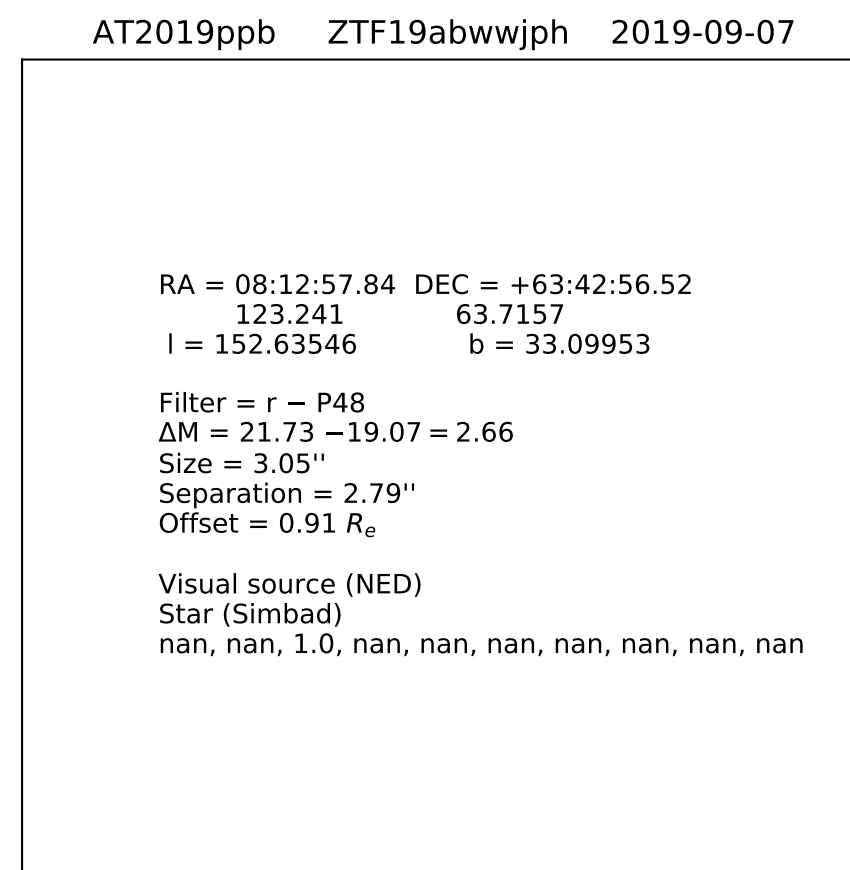 AT2019ppb ZTF19abwwjph 2019-09-07
RA = 08:12:57.84 DEC = +63:42:56.52
123.241 63.7157
l = 152.63546 b = 33.09953
Filter = r − P48
ΔM = 21.73 −19.07 = 2.66
Size = 3.05''
Separation = 2.79''
Offset = 0.91 Re
Visual source (NED)
Star (Simbad)
nan, nan, 1.0, nan, nan, nan, nan, nan, nan, nan